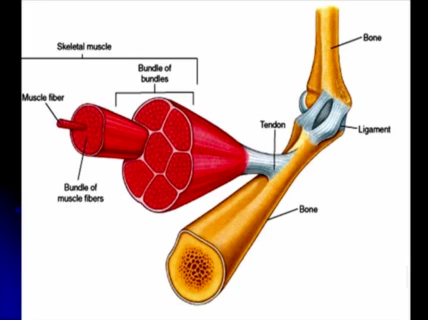 Skeletal muscle
Bundle of
bundles
Muscle fiber
Bundle of
muscle fibers
Tendon
Bone
Ligament
Bone